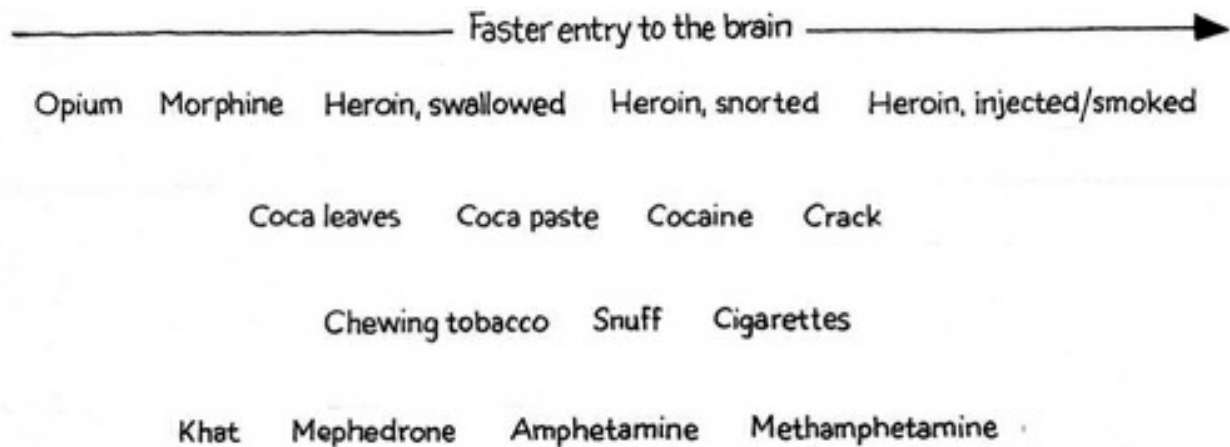 Faster entry to the brain
Opium Morphine Heroin, swallowed Heroin, snorted Heroin, injected/smoked
Coca leaves Coca paste Cocaine Crack
Chewing tobacco Snuff Cigarettes
Khat Mephedrone Amphetamine Methamphetamine